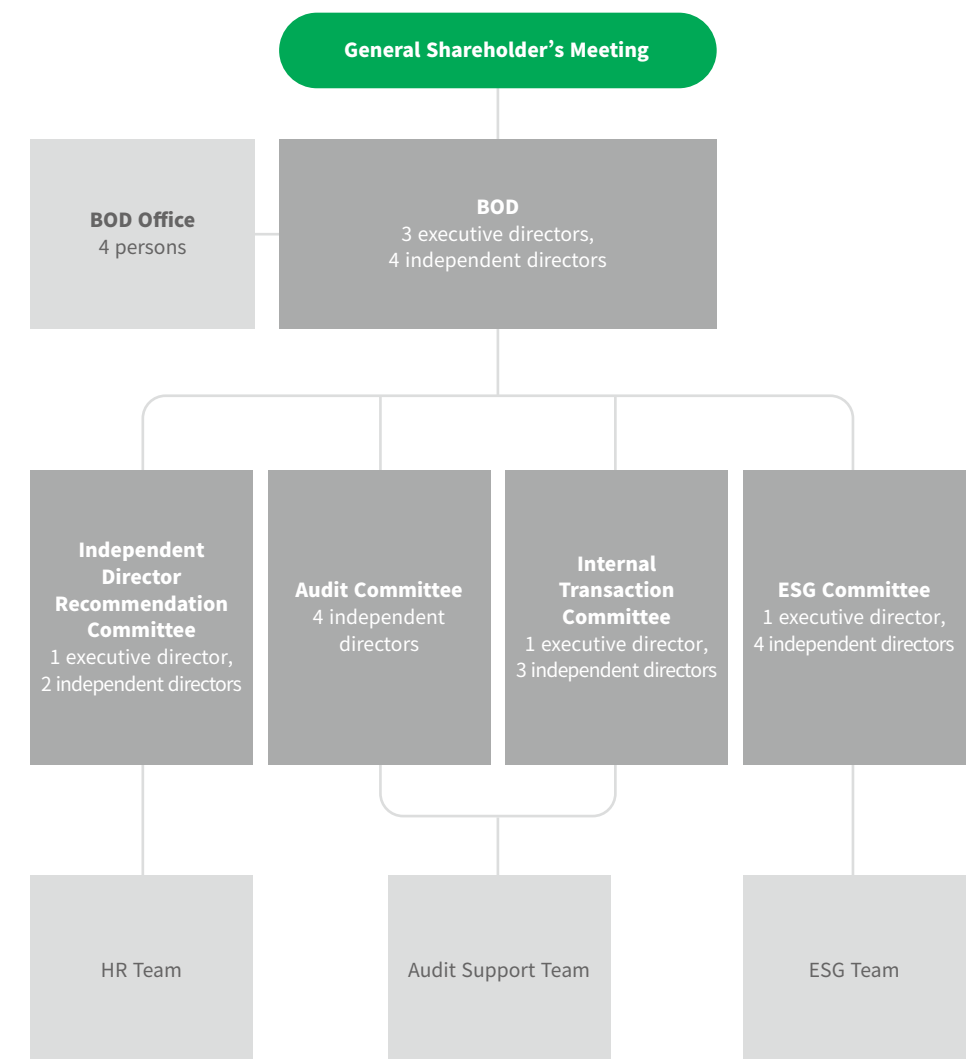 General Shareholder’s Meeting
BOD Office
4 persons
BOD
3 executive directors,
4 independent directors
Independent
Director
Recommendation
Committee
1 executive director,
2 independent directors
Audit Committee
4 independent
directors
Internal
Transaction
Committee
1 executive director,
3 independent directors
ESG Committee
1 executive director,
4 independent directors
HR Team
Audit Support Team
ESG Team